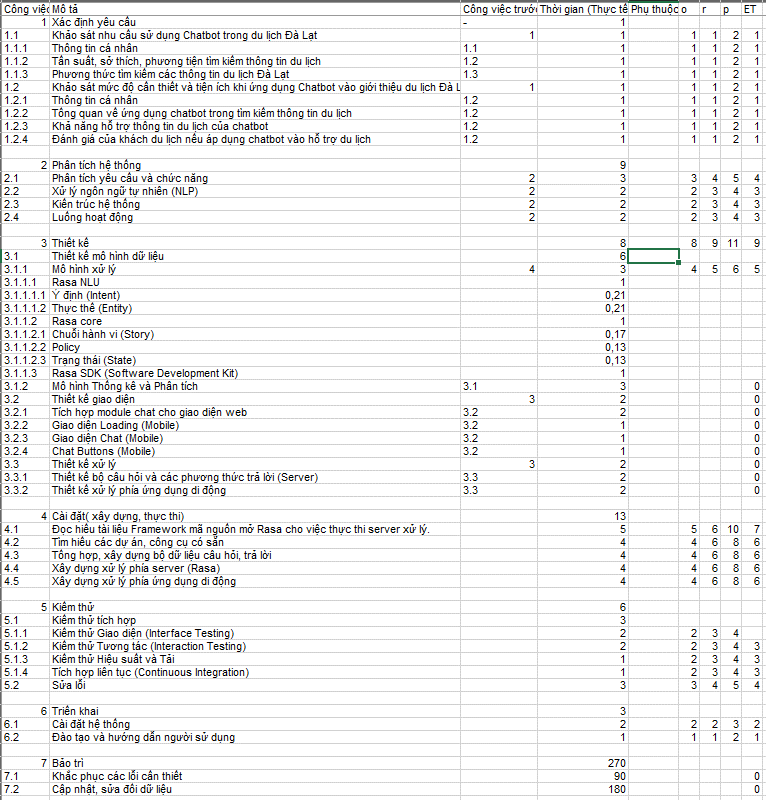 Công việc Mô tả Công việc trướ Thời gian (Thực tế Phụ thuộc o r p ET
1 Xác định yêu cầu - 1
1.1 Khảo sát nhu cầu sử dụng Chatbot trong du lịch Đà Lạt 1 1 1 1 2 1
1.1.1 Thông tin cá nhân 1.1 1 1 1 2 1
1.1.2 Tần suất, sở thích, phương tiện tìm kiếm thông tin du lịch 1.2 1 1 1 2 1
1.1.3 Phương thức tìm kiếm các thông tin du lịch Đà Lạt 1.3 1 1 1 2 1
1.2 Khảo sát mức độ cần thiết và tiện ích khi ứng dụng Chatbot vào giới thiệu du lịch Đà L 1 1 1 1 2 1
1.2.1 Thông tin cá nhân 1.2 1 1 1 2 1
1.2.2 Tổng quan về ứng dụng chatbot trong tìm kiếm thông tin du lịch 1.2 1 1 1 2 1
1.2.3 Khả năng hỗ trợ thông tin du lịch của chatbot 1.2 1 1 1 2 1
1.2.4 Đánh giá của khách du lịch nếu áp dụng chatbot vào hỗ trợ du lịch 1.2 1 1 1 2 1
2 Phân tích hệ thống 9
2.1 Phân tích yêu cầu và chức năng 2 3 3 4 5 4
2.2 Xử lý ngôn ngữ tự nhiên (NLP) 2 2 2 3 4 3
2.3 Kiến trúc hệ thống 2 2 2 3 4 3
2.4 Luồng hoạt động 2 2 2 3 4 3
3 Thiết kế 8 8 9 11 9
3.1 Thiết kế mô hình dữ liệu 6
3.1.1 Mô hình xử lý 4 3 4 5 6 5
3.1.1.1 Rasa NLU 1
3.1.1.1.1 Ý định (Intent) 0,21
3.1.1.1.2 Thực thể (Entity) 0,21
3.1.1.2 Rasa core 1
3.1.1.2.1 Chuỗi hành vi (Story) 0,17
3.1.1.2.2 Policy 0,13
3.1.1.2.3 Trạng thái (State) 0,13
3.1.1.3 Rasa SDK (Software Development Kit) 1
3.1.2 Mô hình Thống kê và Phân tích 3.1 3 0
3.2 Thiết kế giao diện 3 2 0
3.2.1 Tích hợp module chat cho giao diện web 3.2 2 0
3.2.2 Giao diện Loading (Mobile) 3.2 1 0
3.2.3 Giao diện Chat (Mobile) 3.2 1 0
3.2.4 Chat Buttons (Mobile) 3.2 1 0
3.3 Thiết kế xử lý 3 2 0
3.3.1 Thiết kế bộ câu hỏi và các phương thức trả lời (Server) 3.3 2 0
3.3.2 Thiết kế xử lý phía ứng dụng di động 3.3 2 0
4 Cài đặt( xây dựng, thực thi) 13
4.1 Đọc hiểu tài liệu Framework mã nguồn mở Rasa cho việc thực thi server xử lý. 5 5 6 10 7
4.2 Tìm hiểu các dự án, công cụ có sẵn 4 4 6 8 6
4.3 Tổng hợp, xây dựng bộ dữ liệu câu hỏi, trả lời 4 4 6 8 6
4.4 Xây dựng xử lý phía server (Rasa) 4 4 6 8 6
4.5 Xây dựng xử lý phía ứng dụng di động 4 4 6 8 6
5 Kiểm thử 6
5.1 Kiểm thử tích hợp 3
5.1.1 Kiểm thử Giao diện (Interface Testing) 2 2 3 4
5.1.2 Kiểm thử Tương tác (Interaction Testing) 2 2 3 4 3
5.1.3 Kiểm thử Hiệu suất và Tải 1 2 3 4 3
5.1.4 Tích hợp liên tục (Continuous Integration) 1 2 3 4 3
5.2 Sửa lỗi 3 3 4 5 4
6 Triển khai 3
6.1 Cài đặt hệ thống 2 2 2 3 2
6.2 Đào tạo và hướng dẫn người sử dụng 1 1 1 2 1
7 Bảo trì 270
7.1 Khắc phục các lỗi cần thiết 90 0
7.2 Cập nhật, sửa đổi dữ liệu 180 0